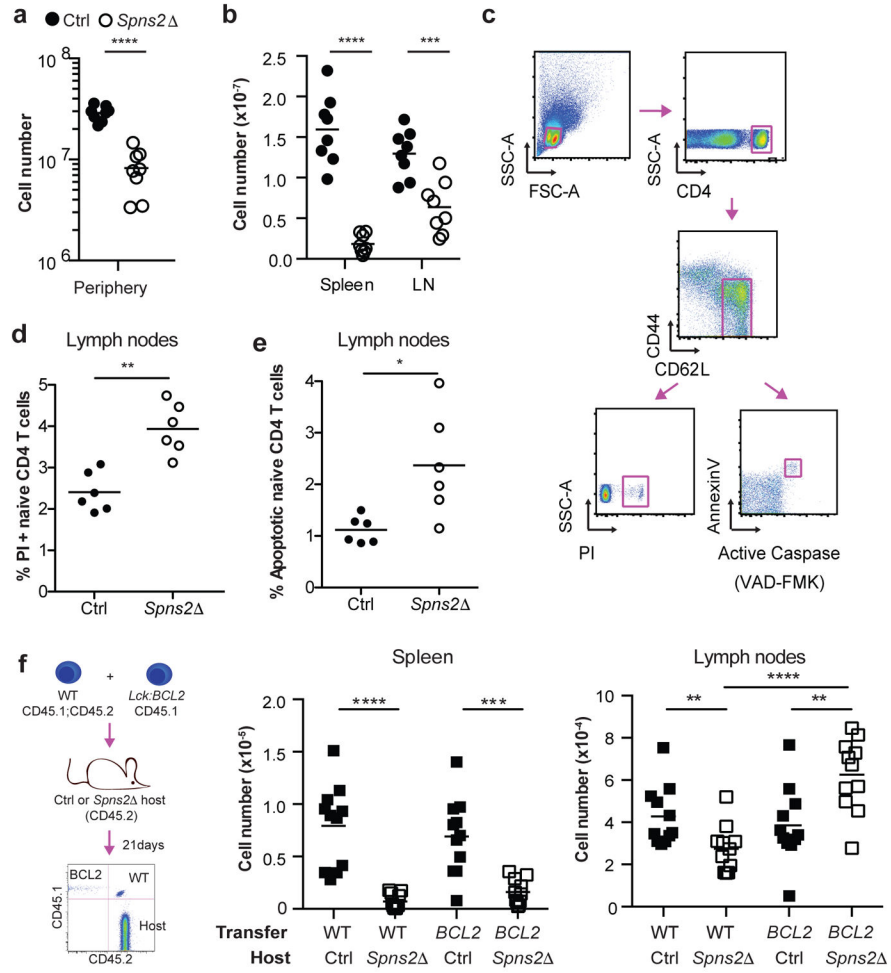 a
Ctrl Spns2Δ
****
Cell number
10 8
10 7
10 6
Periphery
b
**** ***
Cell number (x10-7)
2.5
2.0
1.5
1.0
0.5
0.0
Spleen LN
c
SSC-A
FSC-A
SSC-A
CD4
CD44
CD62L
SSC-A
PI
AnnexinV
Active Caspase
(VAD-FMK)
d
Lymph nodes
**
% PI + naive CD4 T cells
5
4
3
2
1
0
Ctrl Spns2Δ
e
Lymph nodes
*
% Apoptotic naive CD4 T cells
4
3
2
1
0
Ctrl Spns2Δ
f
+
WT Lck:BCL2
CD45.1;CD45.2 CD45.1
Ctrl or Spns2Δ host
(CD45.2)
21days
BCL2 WT
Host
CD45.1
CD45.2
Spleen
**** ***
Cell number (x10-5)
2.0
1.5
1.0
0.5
0
Transfer WT WT BCL2 BCL2
Host Ctrl Spns2Δ Ctrl Spns2Δ
Lymph nodes
****
** **
Cell number (x10-4)
10
8
6
4
2
0
WT WT BCL2 BCL2
Ctrl Spns2Δ Ctrl Spns2Δ